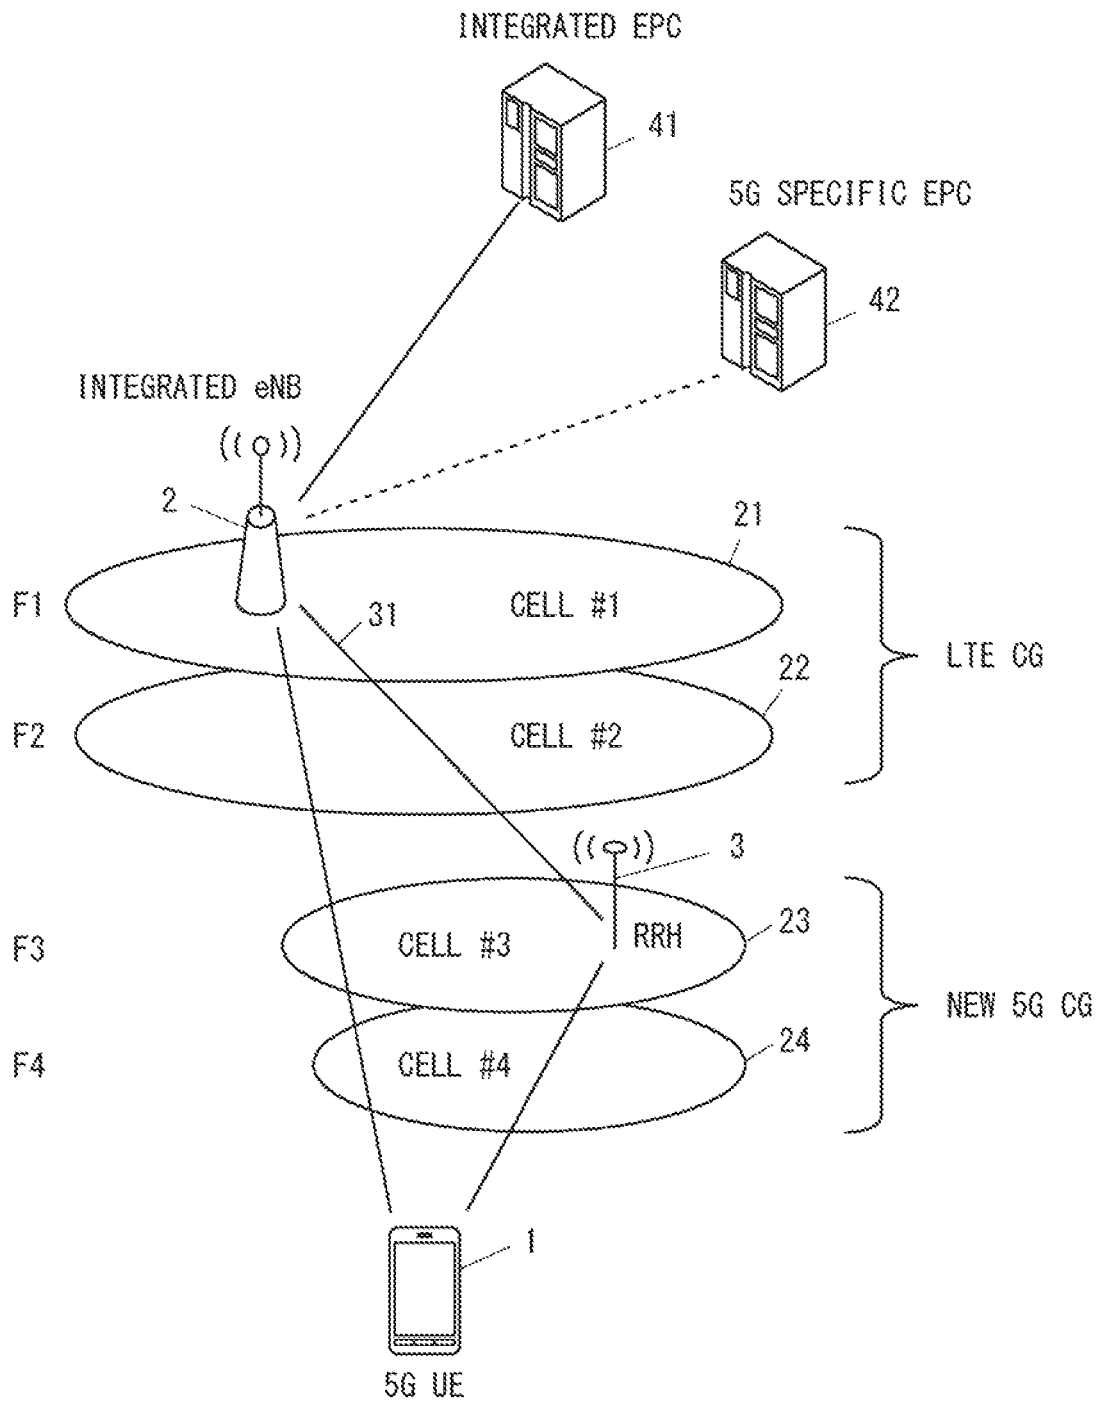 INTEGRATED EPC
41
5G SPECIFIC EPC
42
INTEGRATED eNB
2
21
F1
CELL #1
31
LTE CG
22
F2
CELL #2
3
F3
CELL #3
RRH
23
NEW 5G CG
F4
CELL #4
24
1
5G UE